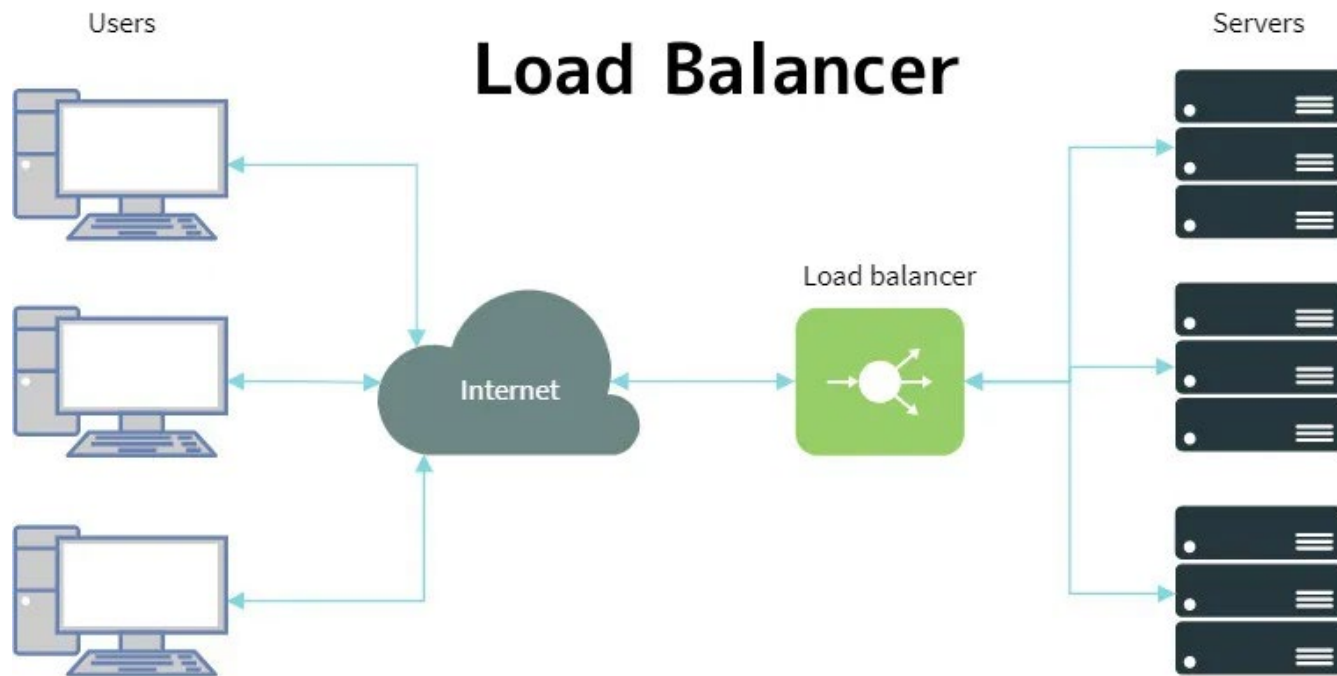 Users
Load Balancer
Servers
Load balancer
Internet